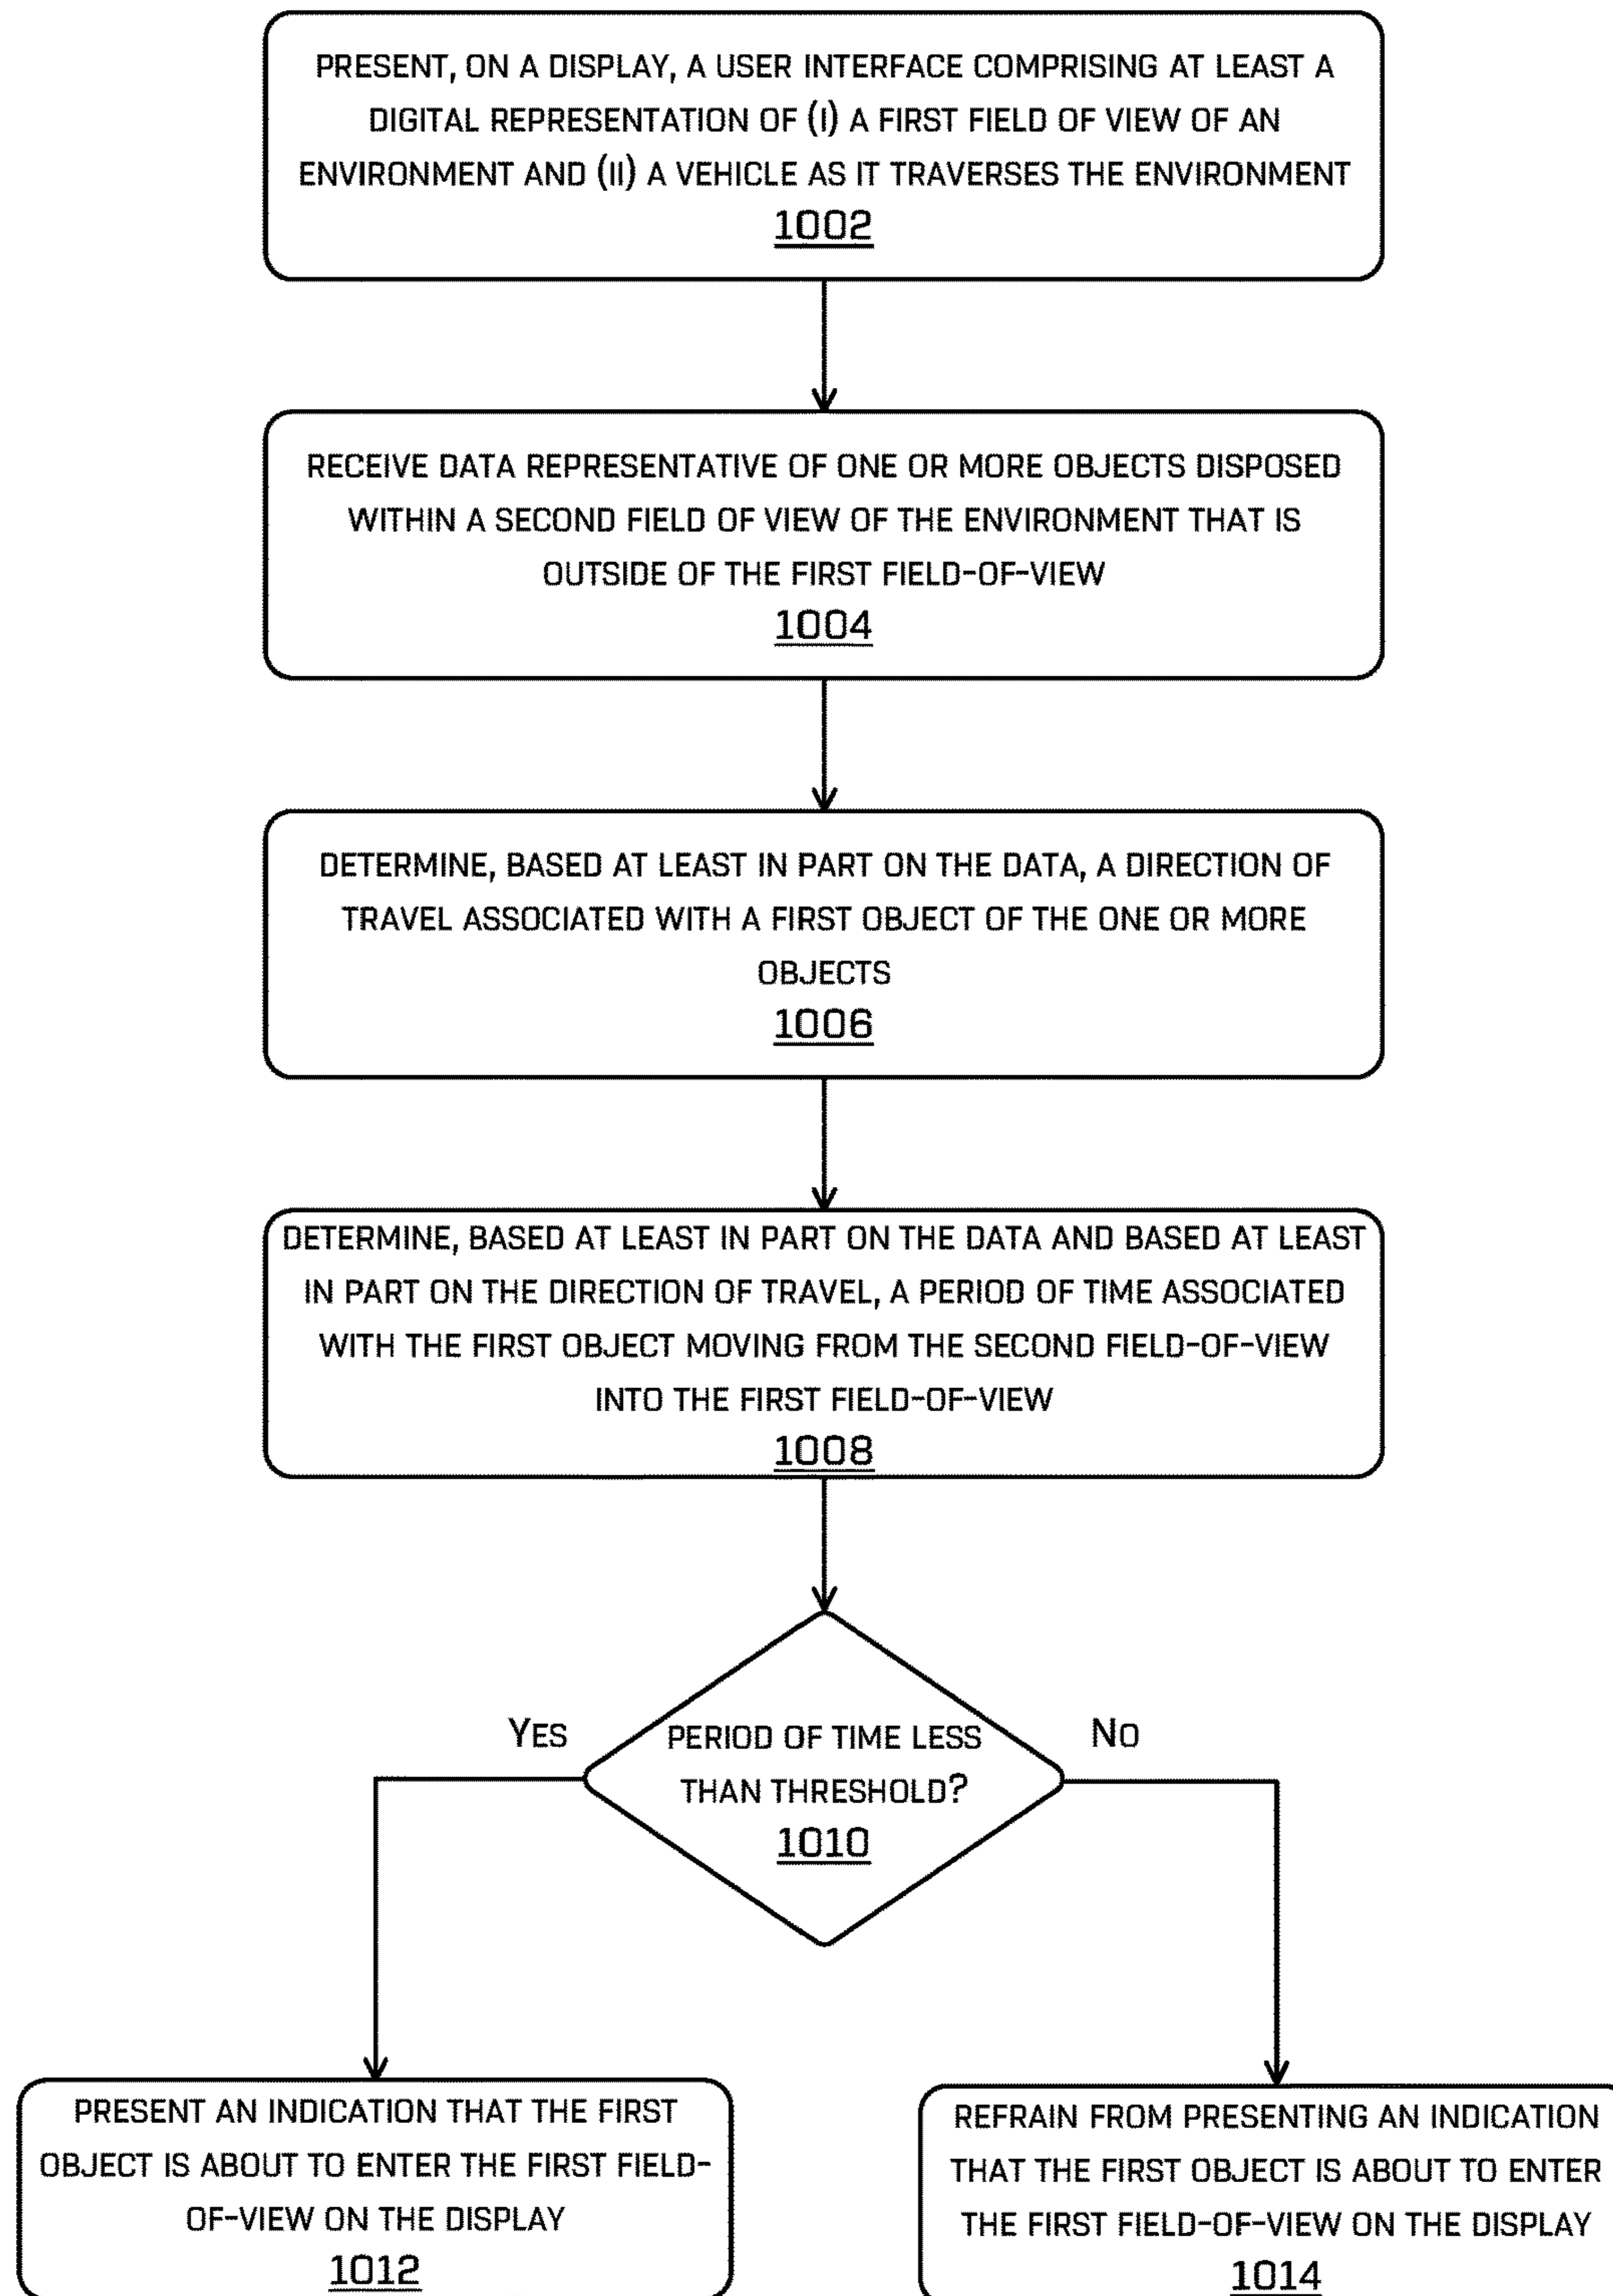 PRESENT, ON A DISPLAY, A USER INTERFACE COMPRISING AT LEAST A
DIGITAL REPRESENTATION OF (I) A FIRST FIELD OF VIEW OF AN
ENVIRONMENT AND (II) A VEHICLE AS IT TRAVERSES THE ENVIRONMENT
1002
RECEIVE DATA REPRESENTATIVE OF ONE OR MORE OBJECTS DISPOSED
WITHIN A SECOND FIELD OF VIEW OF THE ENVIRONMENT THAT IS
OUTSIDE OF THE FIRST FIELD-OF-VIEW
1004
DETERMINE, BASED AT LEAST IN PART ON THE DATA, A DIRECTION OF
TRAVEL ASSOCIATED WITH A FIRST OBJECT OF THE ONE OR MORE
OBJECTS
1006
DETERMINE, BASED AT LEAST IN PART ON THE DATA AND BASED AT LEAST
IN PART ON THE DIRECTION OF TRAVEL, A PERIOD OF TIME ASSOCIATED
WITH THE FIRST OBJECT MOVING FROM THE SECOND FIELD-OF-VIEW
INTO THE FIRST FIELD-OF-VIEW
1008
PERIOD OF TIME LESS
THAN THRESHOLD?
1010
YES
NO
PRESENT AN INDICATION THAT THE FIRST
OBJECT IS ABOUT TO ENTER THE FIRST FIELD-
OF-VIEW ON THE DISPLAY
1012
REFRAIN FROM PRESENTING AN INDICATION
THAT THE FIRST OBJECT IS ABOUT TO ENTER
THE FIRST FIELD-OF-VIEW ON THE DISPLAY
1014